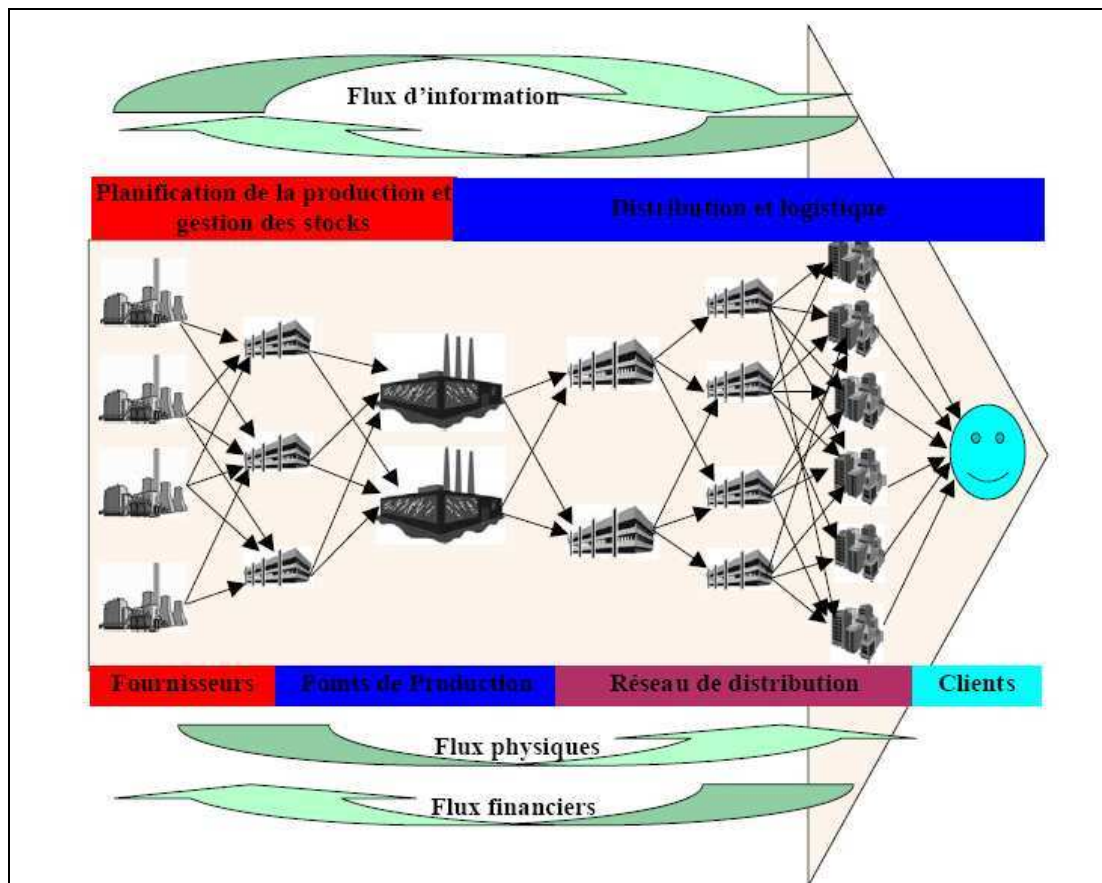 Flux d'information
Planification de la production et
gestion des stocks
Distribution et logistique
Fournisseurs
Points de Production
Réseau de distribution
Clients
Flux physiques
Flux financiers